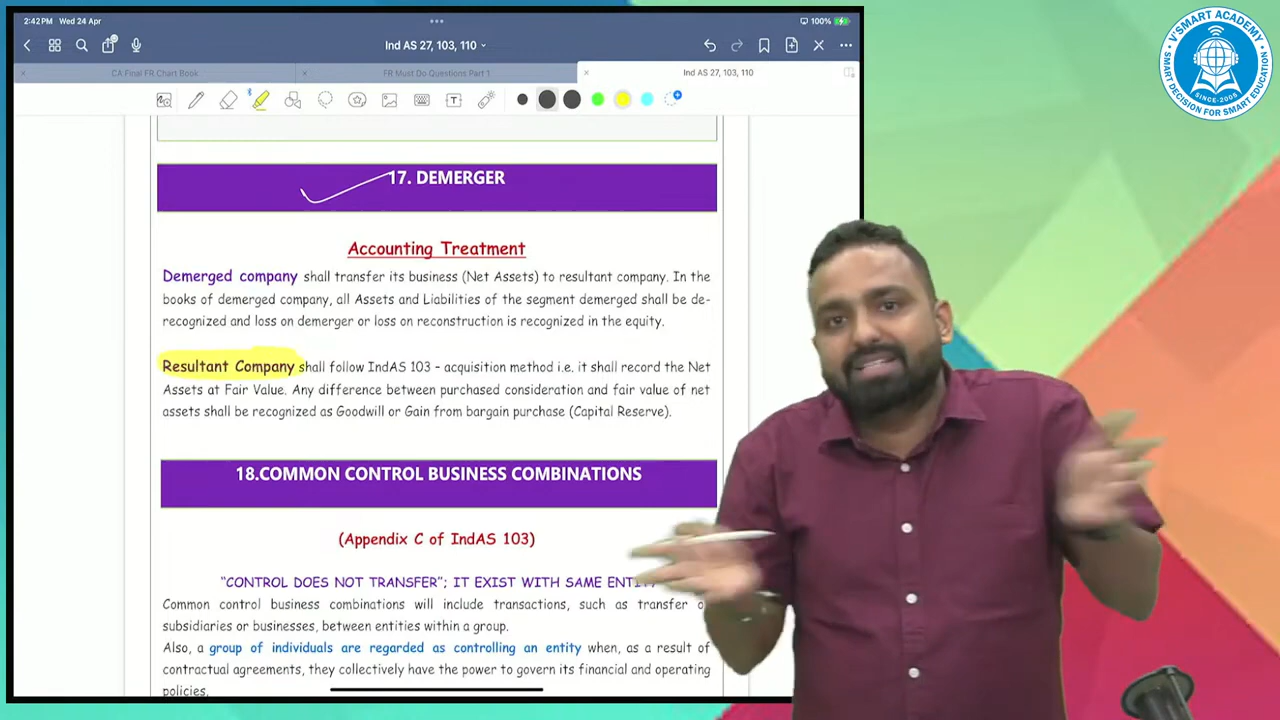 2:42 PM Wed 24 Apr
100%
Ind AS 27, 103, 110
CA Final FR Chart Book
FR Must Do Questions Part 1
Ind AS 27, 103, 110
V'SMART ACADEMY
SINCE-2005
SMART DECISION FOR SMART EDUCATION
17. DEMERGER
Accounting Treatment
Demerged company shall transfer its business (Net Assets) to resultant company. In the
books of demerged company, all Assets and Liabilities of the segment demerged shall be de-
recognized and loss on demerger or loss on reconstruction is recognized in the equity.
Resultant Company shall follow IndAS 103 – acquisition method i.e. it shall record the Net
Assets at Fair Value. Any difference between purchased consideration and fair value of net
assets shall be recognized as Goodwill or Gain from bargain purchase (Capital Reserve).
18.COMMON CONTROL BUSINESS COMBINATIONS
(Appendix C of IndAS 103)
"CONTROL DOES NOT TRANSFER"; IT EXIST WITH SAME
Common control business combinations will include transactions, such as transfer
subsidiaries or businesses, between entities within a group.
Also, a group of individuals are regarded as controlling an entity when, as a result of
contractual agreements, they collectively have the power to govern its financial and operating
policies.